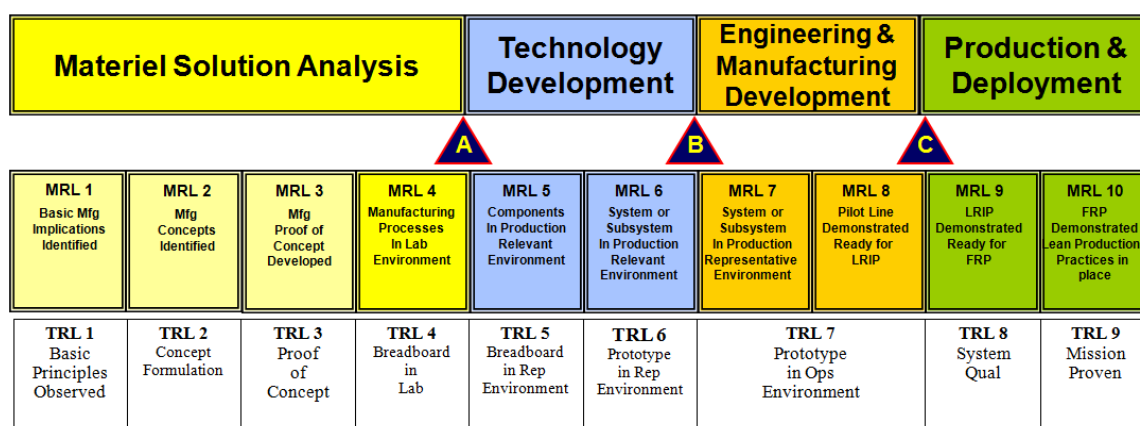 Materiel Solution Analysis
Technology
Development
Engineering &
Manufacturing
Development
Production &
Deployment
A
B
C
MRL 1
Basic Mfg
Implications
Identified
MRL 2
Mfg
Concepts
Identified
MRL 3
Mfg
Proof of
Concept
Developed
MRL 4
Manufacturing
Processes
In Lab
Environment
MRL 5
Components
In Production
Relevant
Environment
MRL 6
System or
Subsystem
In Production
Relevant
Environment
MRL 7
System or
Subsystem
In Production
Representative
Environment
MRL 8
Pilot Line
Demonstrated
Ready for
LRIP
MRL 9
LRIP
Demonstrated
Ready for
FRP
MRL 10
FRP
Demonstrated
Lean Production
Practices in
place
TRL 1
Basic
Principles
Observed
TRL 2
Concept
Formulation
TRL 3
Proof
of
Concept
TRL 4
Breadboard
in
Lab
TRL 5
Breadboard
in Rep
Environment
TRL 6
Prototype
in Rep
Environment
TRL 7
Prototype
in Ops
Environment
TRL 8
System
Qual
TRL 9
Mission
Proven